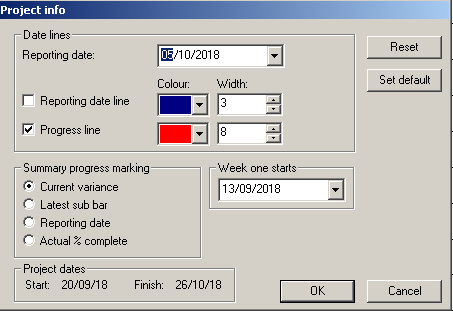 Project info
Date lines
Reporting date: 05/10/2018
Reset
Set default
Colour: Width:
Reporting date line 3
Progress line 8
Summary progress marking
Current variance
Latest sub bar
Reporting date
Actual % complete
Week one starts
13/09/2018
Project dates
Start: 20/09/18 Finish: 26/10/18
OK
Cancel